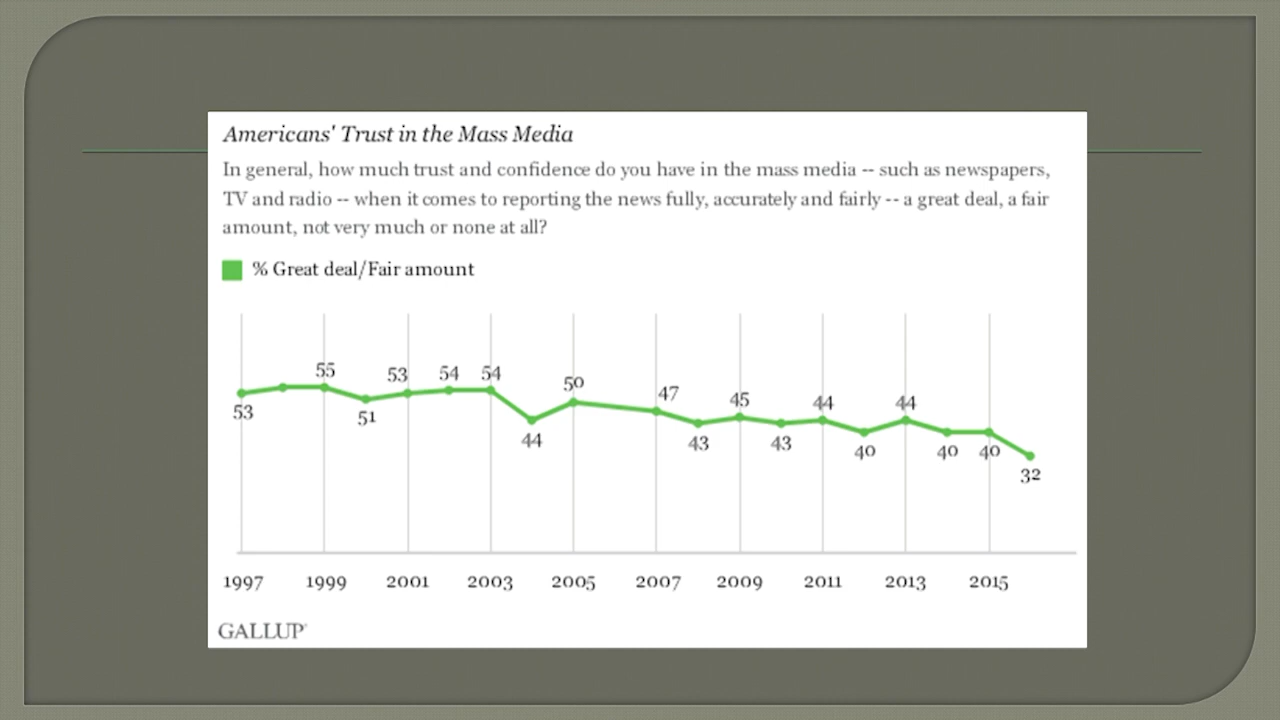 Americans' Trust in the Mass Media
In general, how much trust and confidence do you have in the mass media -- such as newspapers,
TV and radio -- when it comes to reporting the news fully, accurately and fairly -- a great deal, a fair
amount, not very much or none at all?
% Great deal/Fair amount
53 55 51 53 54 54 44 50 47 43 45 43 44 40 44 40 40 32
1997 1999 2001 2003 2005 2007 2009 2011 2013 2015
GALLUP